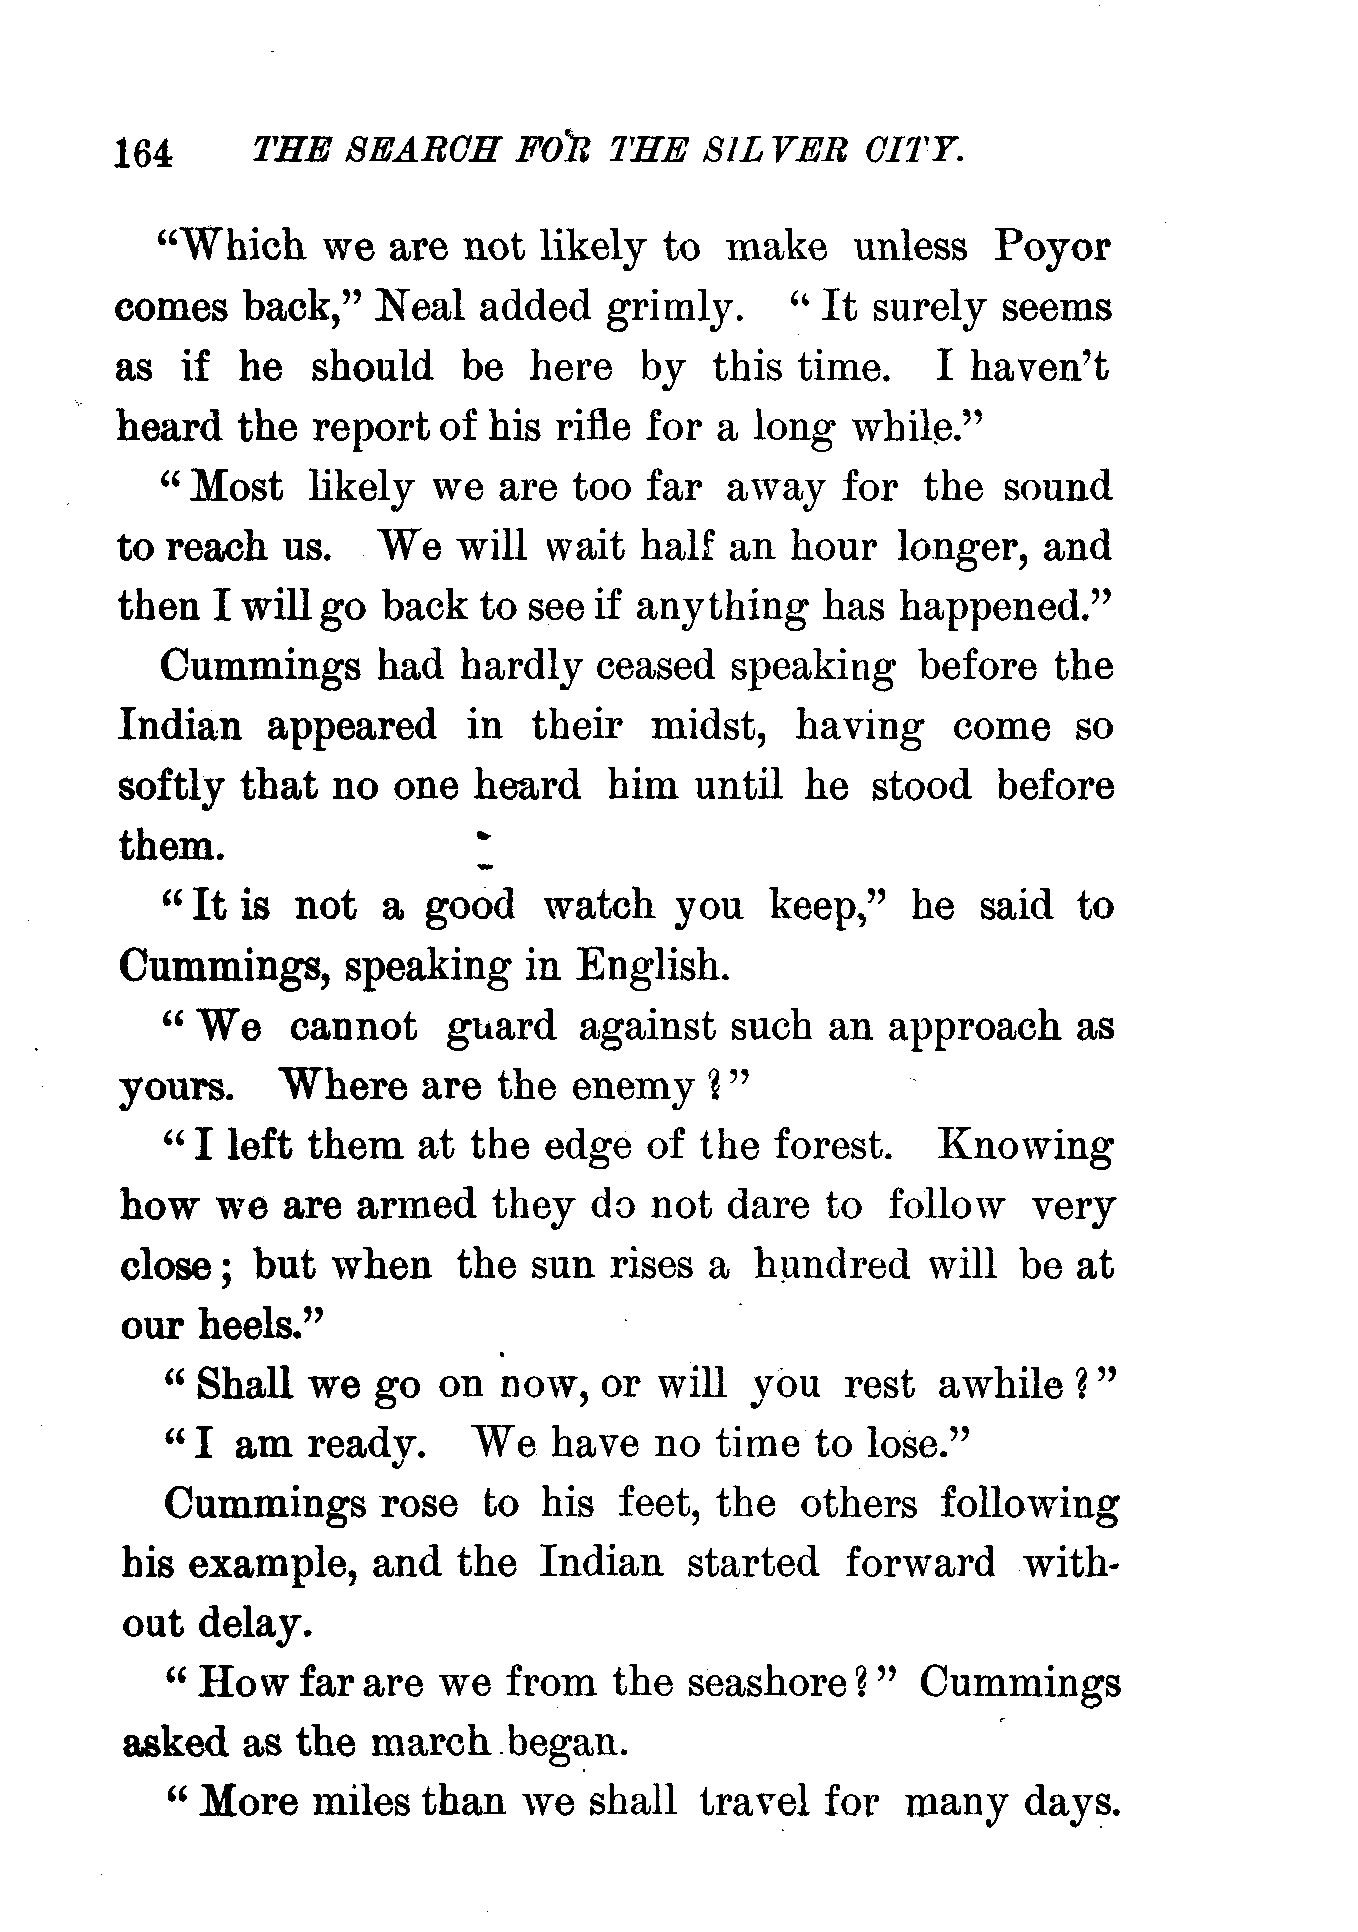 164 THE SEARCH FOR THE SILVER CITY.
“Which we are not likely to make unless Poyor
comes back,” Neal added grimly. “ It surely seems
as if he should be here by this time. I haven’t
heard the report of his rifle for a long while.”
“ Most likely we are too far away for the sound
to reach us. We will wait half an hour longer, and
then I will go back to see if anything has happened.”
Cummings had hardly ceased speaking before the
Indian appeared in their midst, having come so
softly that no one heard him until he stood before
them.
“ It is not a good watch you keep,” he said to
Cummings, speaking in English.
“ We cannot guard against such an approach as
yours. Where are the enemy ?”
“ I left them at the edge of the forest. Knowing
how we are armed they do not dare to follow very
close ; but when the sun rises a hundred will be at
our heels.”
“ Shall we go on now, or will you rest awhile ?”
“ I am ready. We have no time to lose.”
Cummings rose to his feet, the others following
his example, and the Indian started forward with-
out delay.
“ How far are we from the seashore ?” Cummings
asked as the march began.
“ More miles than we shall travel for many days.